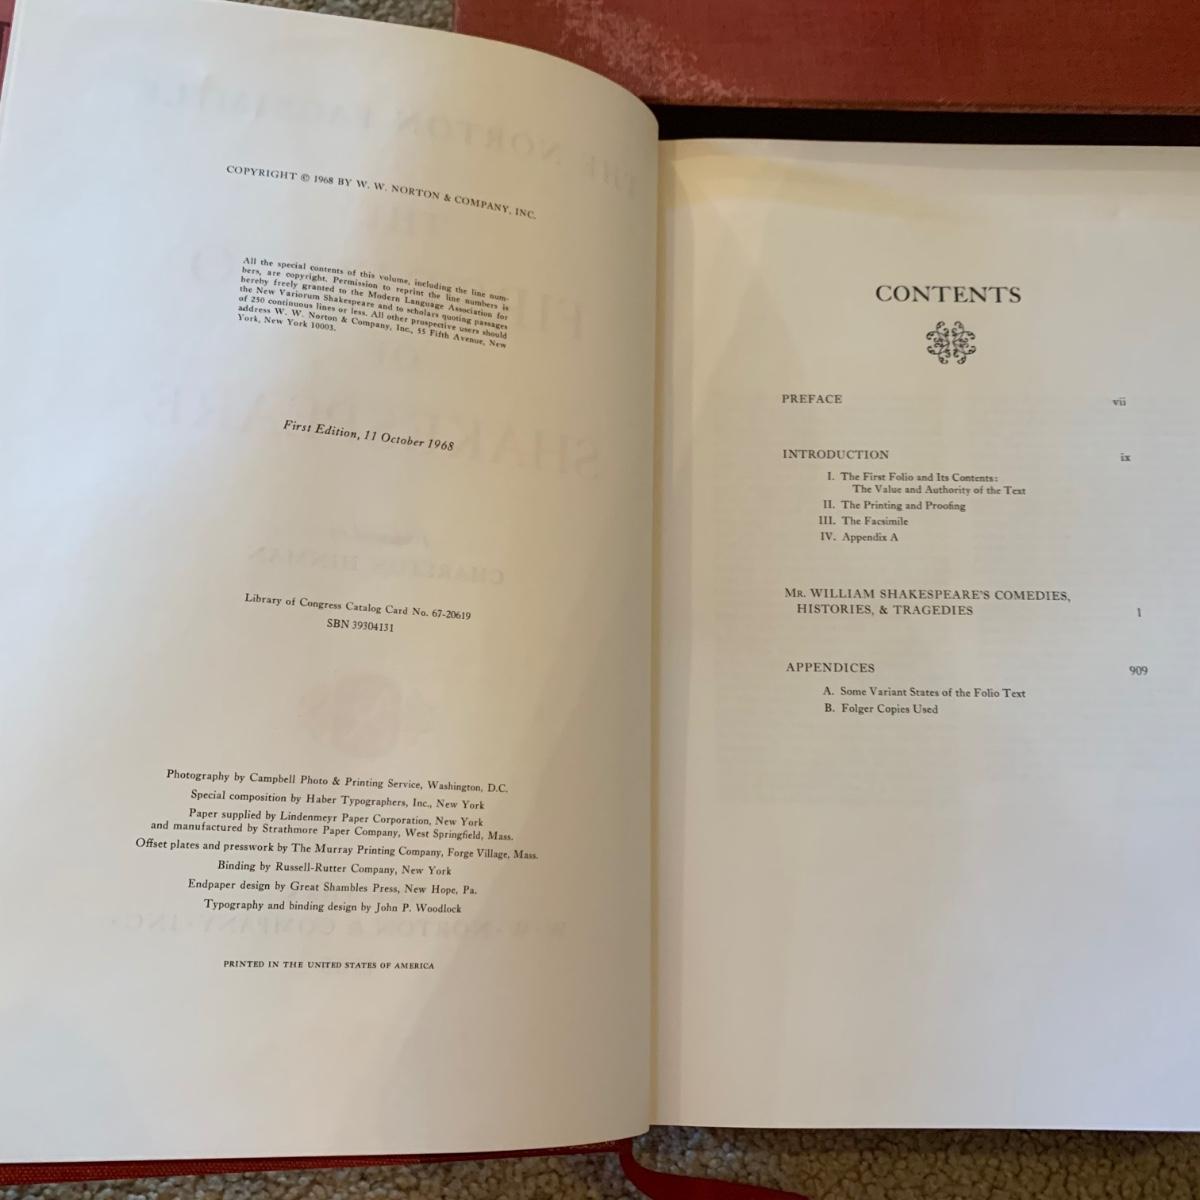 COPYRIGHT © 1968 BY W. W. NORTON & COMPANY, INC.
All the special contents of this volume, including the line num-
bers, are copyright. Permission to reprint the line numbers is
hereby freely granted to the Modern Language Association for
the New Variorum Shakespeare and to scholars quoting passages
of 250 continuous lines or less. All other prospective users should
address W. W. Norton & Company, Inc., 55 Fifth Avenue, New
York, New York 10003.
First Edition, 11 October 1968
Library of Congress Catalog Card No. 67-20619
SBN 39304131
Photography by Campbell Photo & Printing Service, Washington, D.C.
Special composition by Haber Typographers, Inc., New York
Paper supplied by Lindenmeyr Paper Corporation, New York
and manufactured by Strathmore Paper Company, West Springfield, Mass.
Offset plates and presswork by The Murray Printing Company, Forge Village, Mass.
Binding by Russell-Rutter Company, New York
Endpaper design by Great Shambles Press, New Hope, Pa.
Typography and binding design by John P. Woodlock
PRINTED IN THE UNITED STATES OF AMERICA
CONTENTS
PREFACE vii
INTRODUCTION ix
I. The First Folio and Its Contents:
The Value and Authority of the Text
II. The Printing and Proofing
III. The Facsimile
IV. Appendix A
MR. WILLIAM SHAKESPEARE'S COMEDIES,
HISTORIES, & TRAGEDIES 1
APPENDICES 909
A. Some Variant States of the Folio Text
B. Folger Copies Used